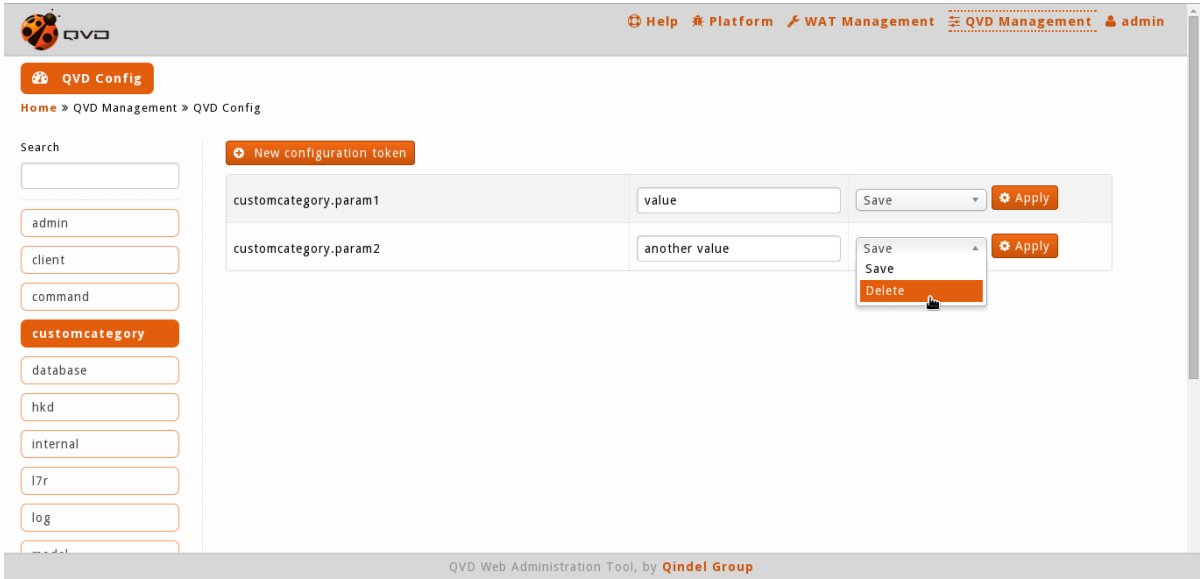 QVD
Help Platform WAT Management QVD Management admin
QVD Config
Home » QVD Management » QVD Config
Search
New configuration token
customcategory.param1 value Save Apply
customcategory.param2 another value Save Apply
Save
Delete
admin
client
command
customcategory
database
hkd
internal
l7r
log
QVD Web Administration Tool, by Qindel Group